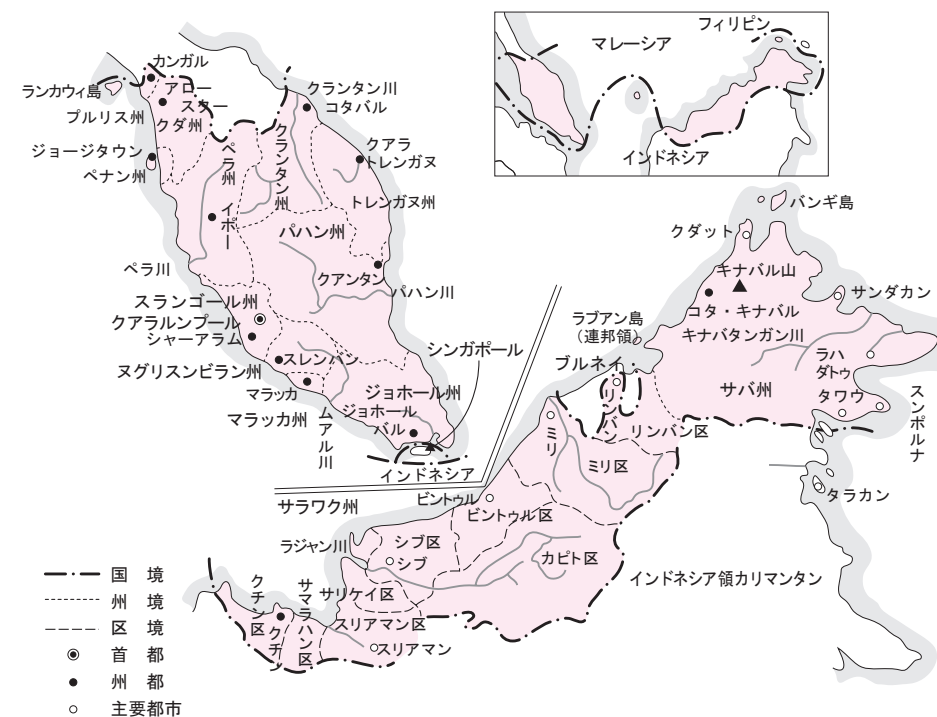 カンガル
アロー
スター
ランカウィ島
プルリス州
クダ州
ジョージタウン
ペナン州
ペラ州
イポー
クランタン州
クランタン川
コタバル
クアラ
トレンガヌ
トレンガヌ州
パハン州
クアンタン
パハン川
ペラ川
スランゴール州
クアラルンプール
シャーアラム
スレンバン
ヌグリスンビラン州
マラッカ
マラッカ州
ムアル川
ジョホール州
ジョホール
バル
シンガポール
インドネシア
フィリピン
マレーシア
インドネシア
バンギ島
クダット
キナバル山
サンダカン
コタ・キナバル
キナバタンガン川
ラブアン島
(連邦領)
ブルネイ
ラハ
ダトゥ
サバ州
タワウ
スンポルナ
リンバン
リンバン区
ミリ
ミリ区
タラカン
サラワク州
ビントゥル
ビントゥル区
ラジャン川
シブ区
シブ
カピト区
インドネシア領カリマンタン
サリケイ区
クチン区
サマラハン区
クチ
スリアマン区
スリアマン
国 境
州 境
区 境
首 都
州 都
主要都市